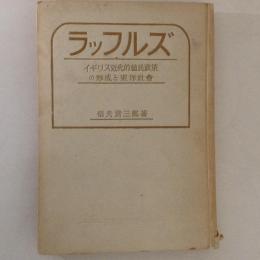 ラッフルズ
イギリス近代的植民政策
の形成と東洋社會
信夫清三郎著